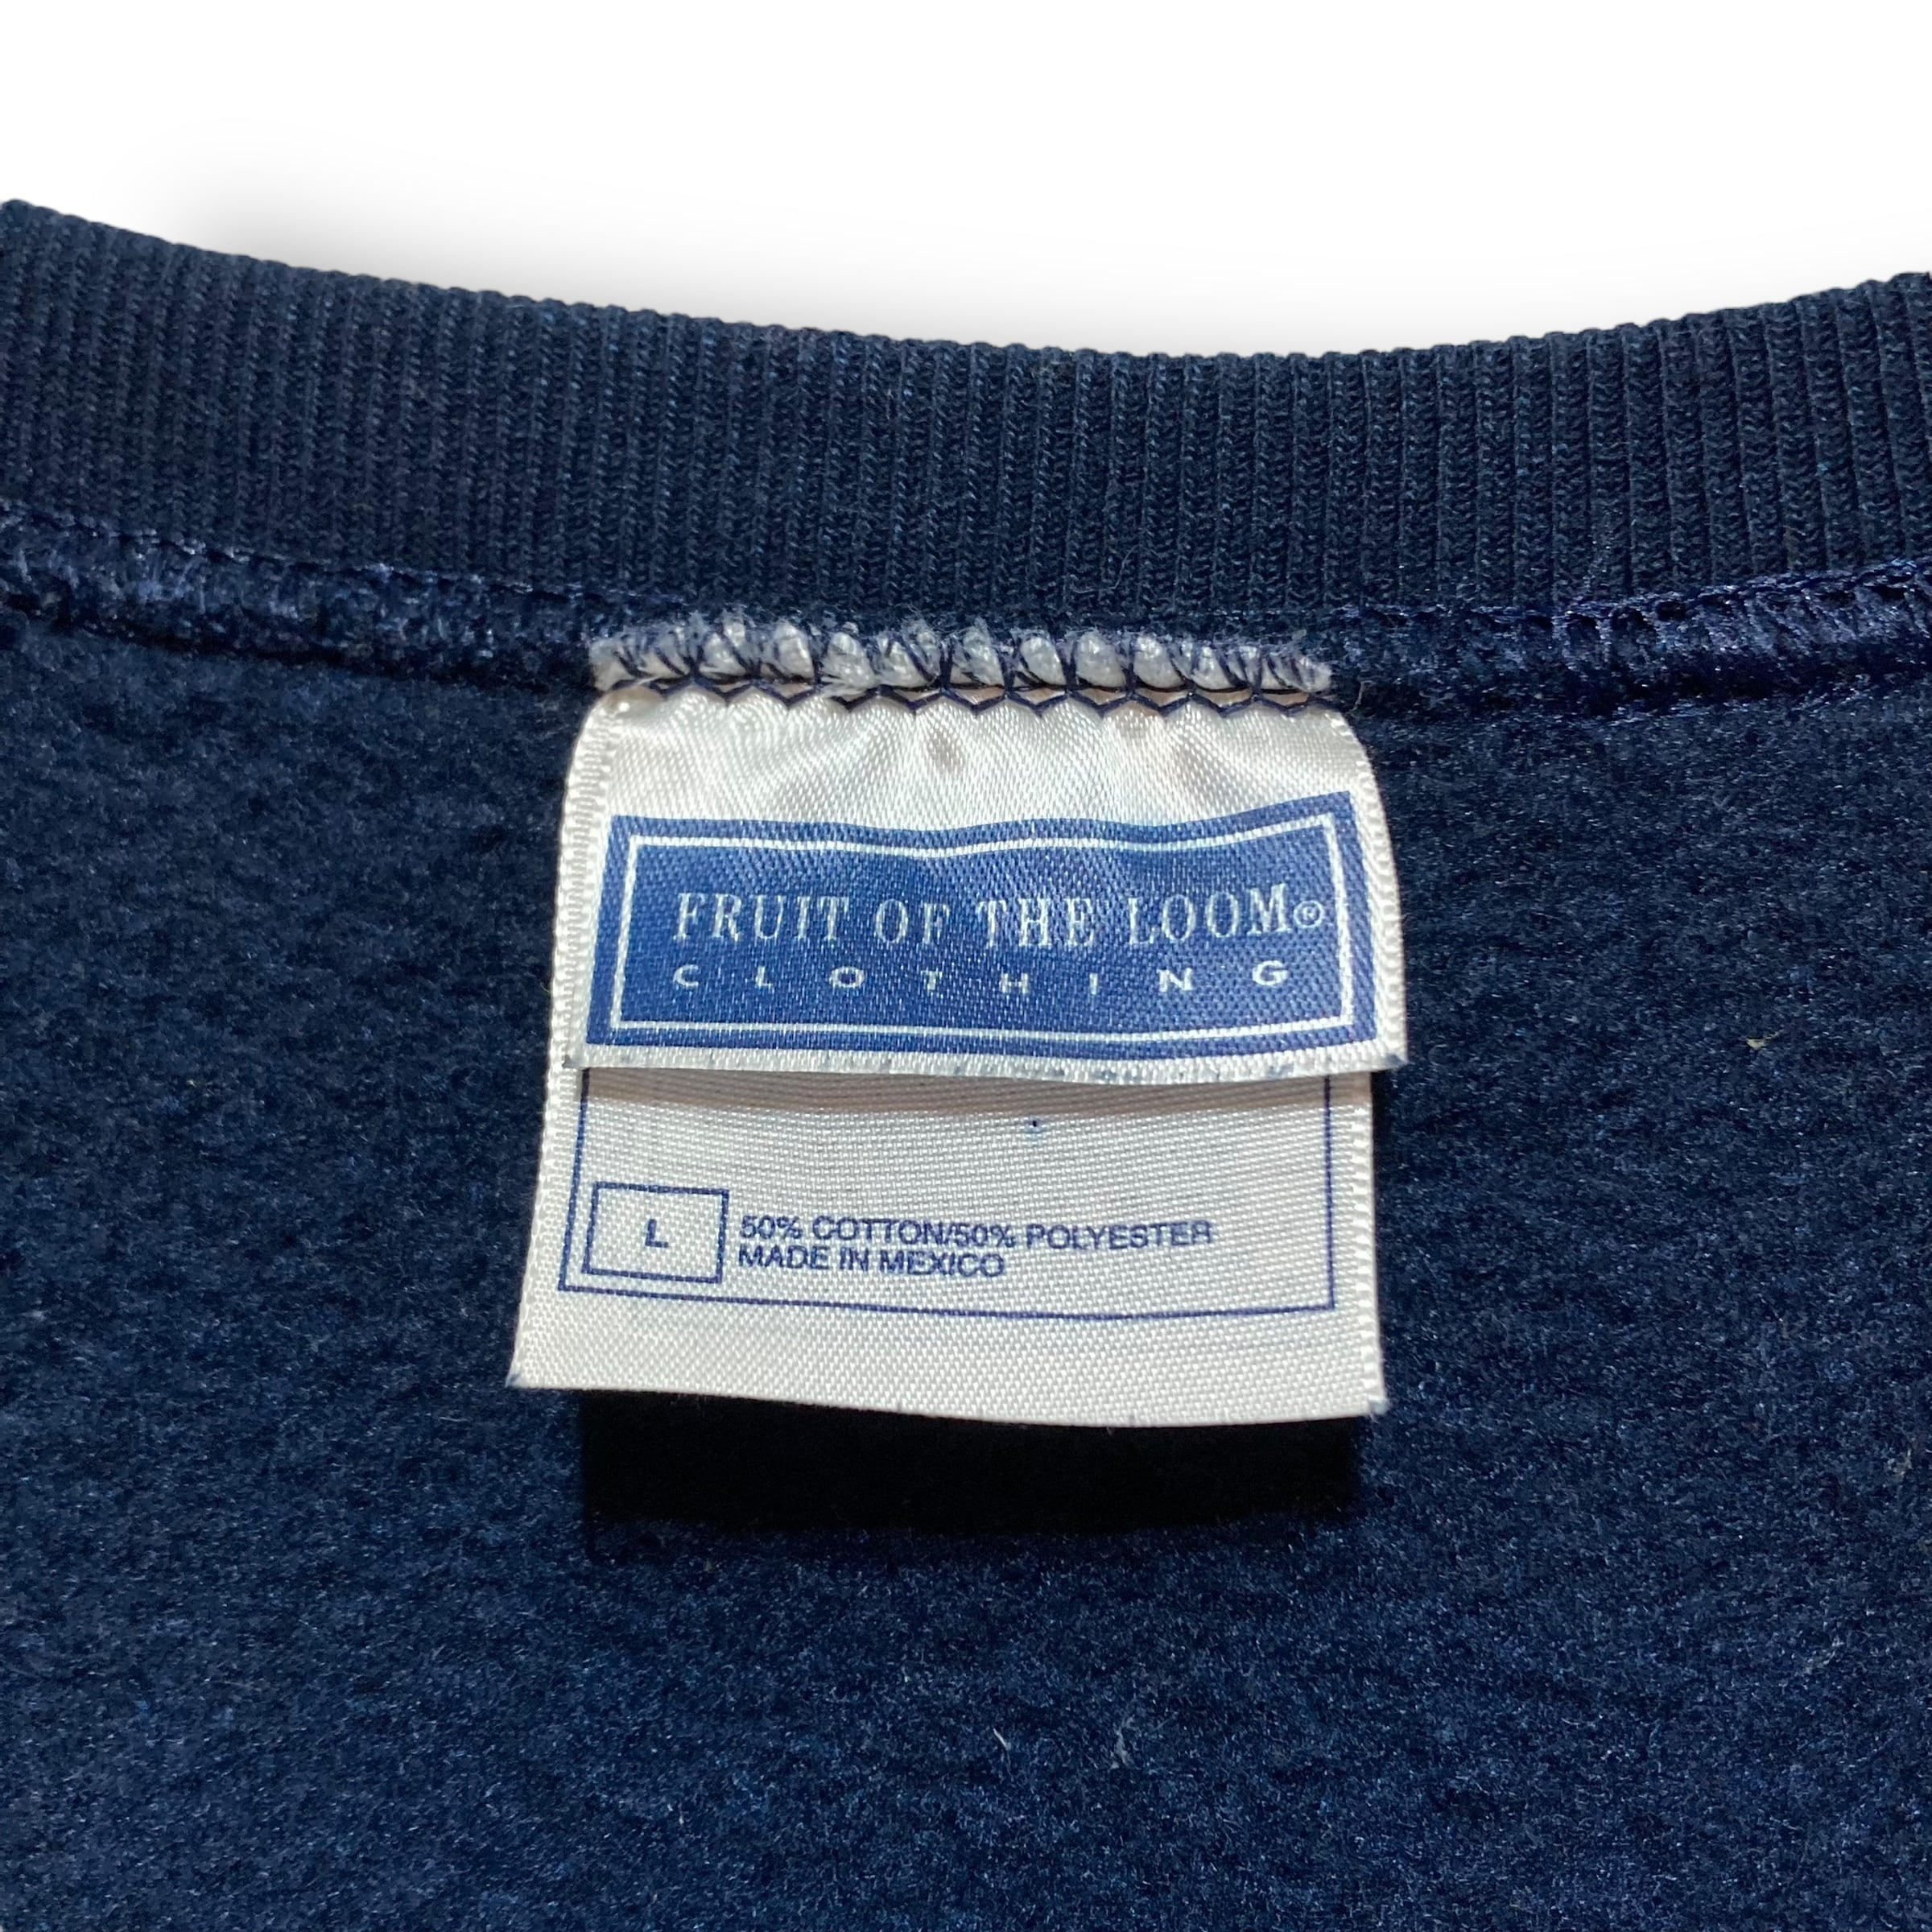 FRUIT OF THE LOOM®
CLOTHING
L
50% COTTON/50% POLYESTER
MADE IN MEXICO